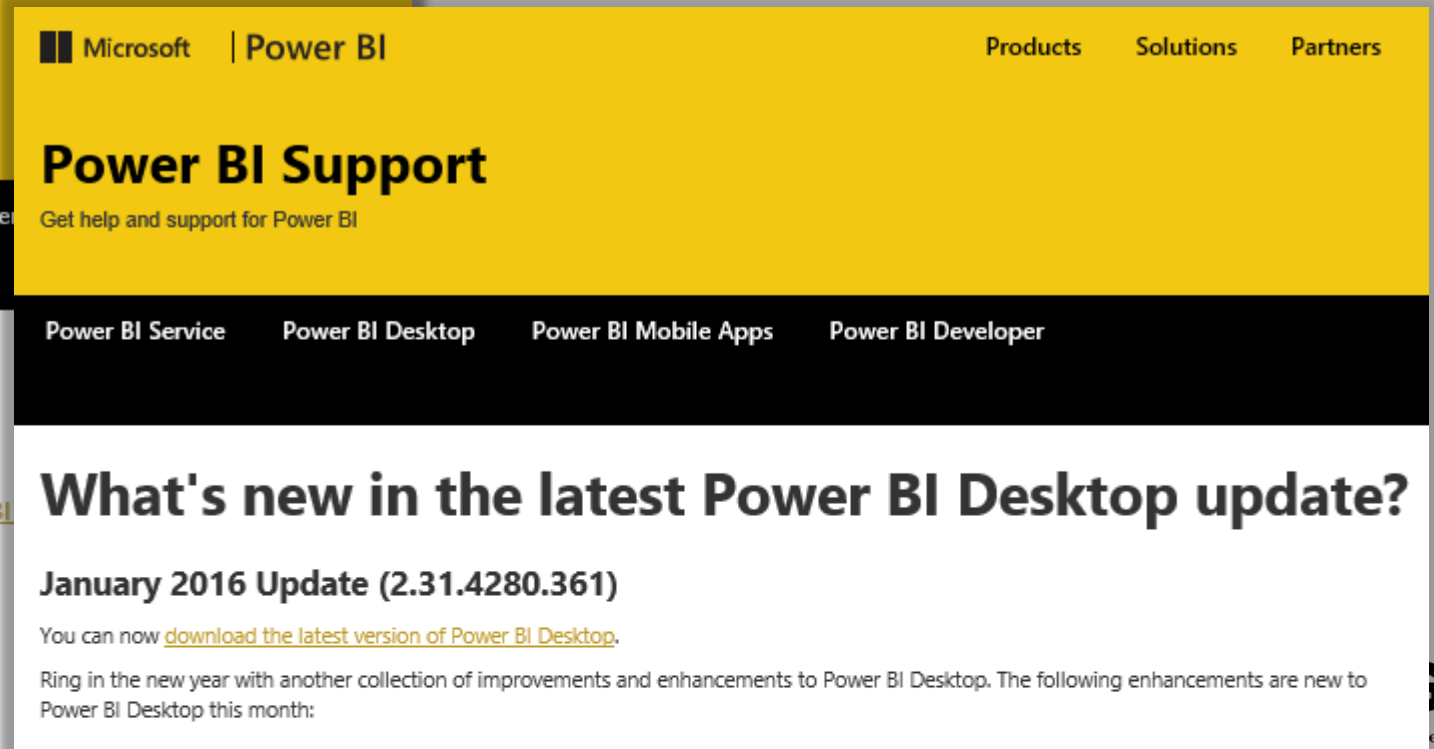 Microsoft | Power BI Products Solutions Partners
Power BI Support
Get help and support for Power BI
Power BI Service Power BI Desktop Power BI Mobile Apps Power BI Developer
What's new in the latest Power BI Desktop update?
January 2016 Update (2.31.4280.361)
You can now download the latest version of Power BI Desktop.
Ring in the new year with another collection of improvements and enhancements to Power BI Desktop. The following enhancements are new to
Power BI Desktop this month: